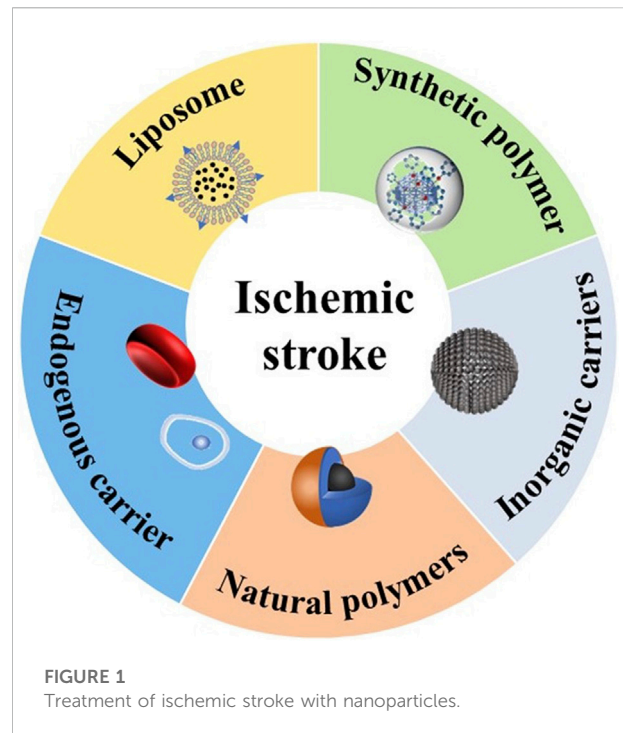 Liposome
Synthetic polymer
Endogenous carrier
Ischemic
stroke
Inorganic carriers
Natural polymers
FIGURE 1
Treatment of ischemic stroke with nanoparticles.